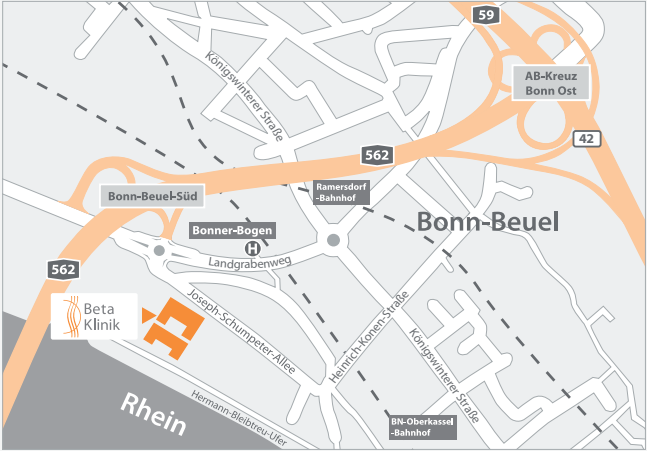 59
AB-Kreuz
Bonn Ost
Königswinterer Straße
42
562
Ramersdorf
-Bahnhof
Bonn-Beuel-Süd
Bonner-Bogen
Bonn-Beuel
H
Landgrabenweg
562
Beta
Klinik
Joseph-Schumpeter-Allee
Heinrich-Konen-Straße
Königswinterer Straße
Hermann-Bleibtreu-Ufer
Rhein
BN-Oberkassel
-Bahnhof